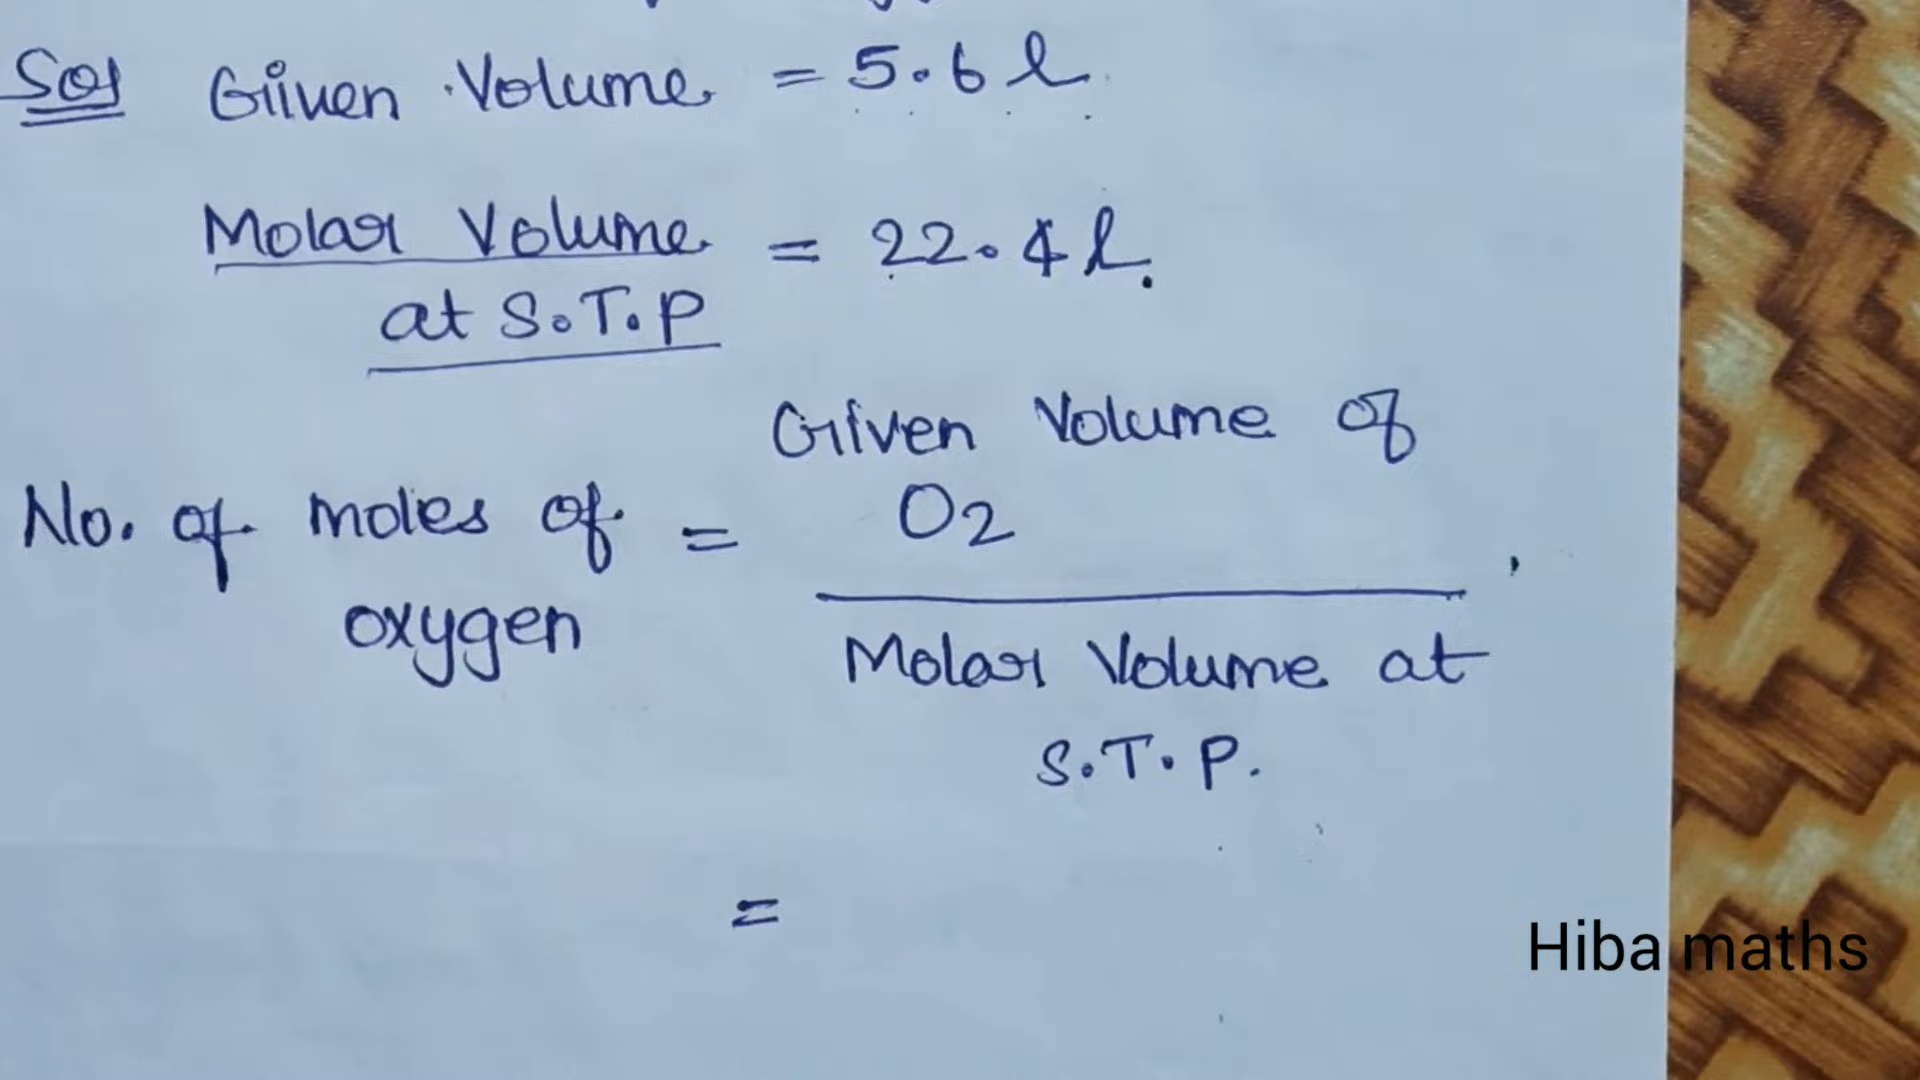 Sol Given Volume = 5.6 l
Molar Volume = 22.4 l.
at S.T.P
Given Volume of
No. of moles of = O2
oxygen
Molar Volume at
S.T.P.
=
Hiba maths